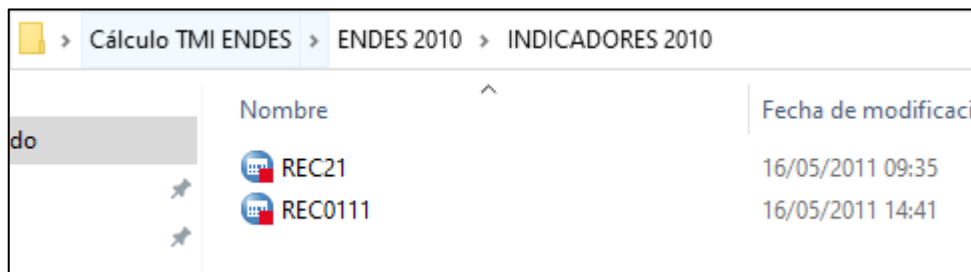 Cálculo TMI ENDES > ENDES 2010 > INDICADORES 2010
Nombre Fecha de modificaci
do
REC21 16/05/2011 09:35
REC0111 16/05/2011 14:41